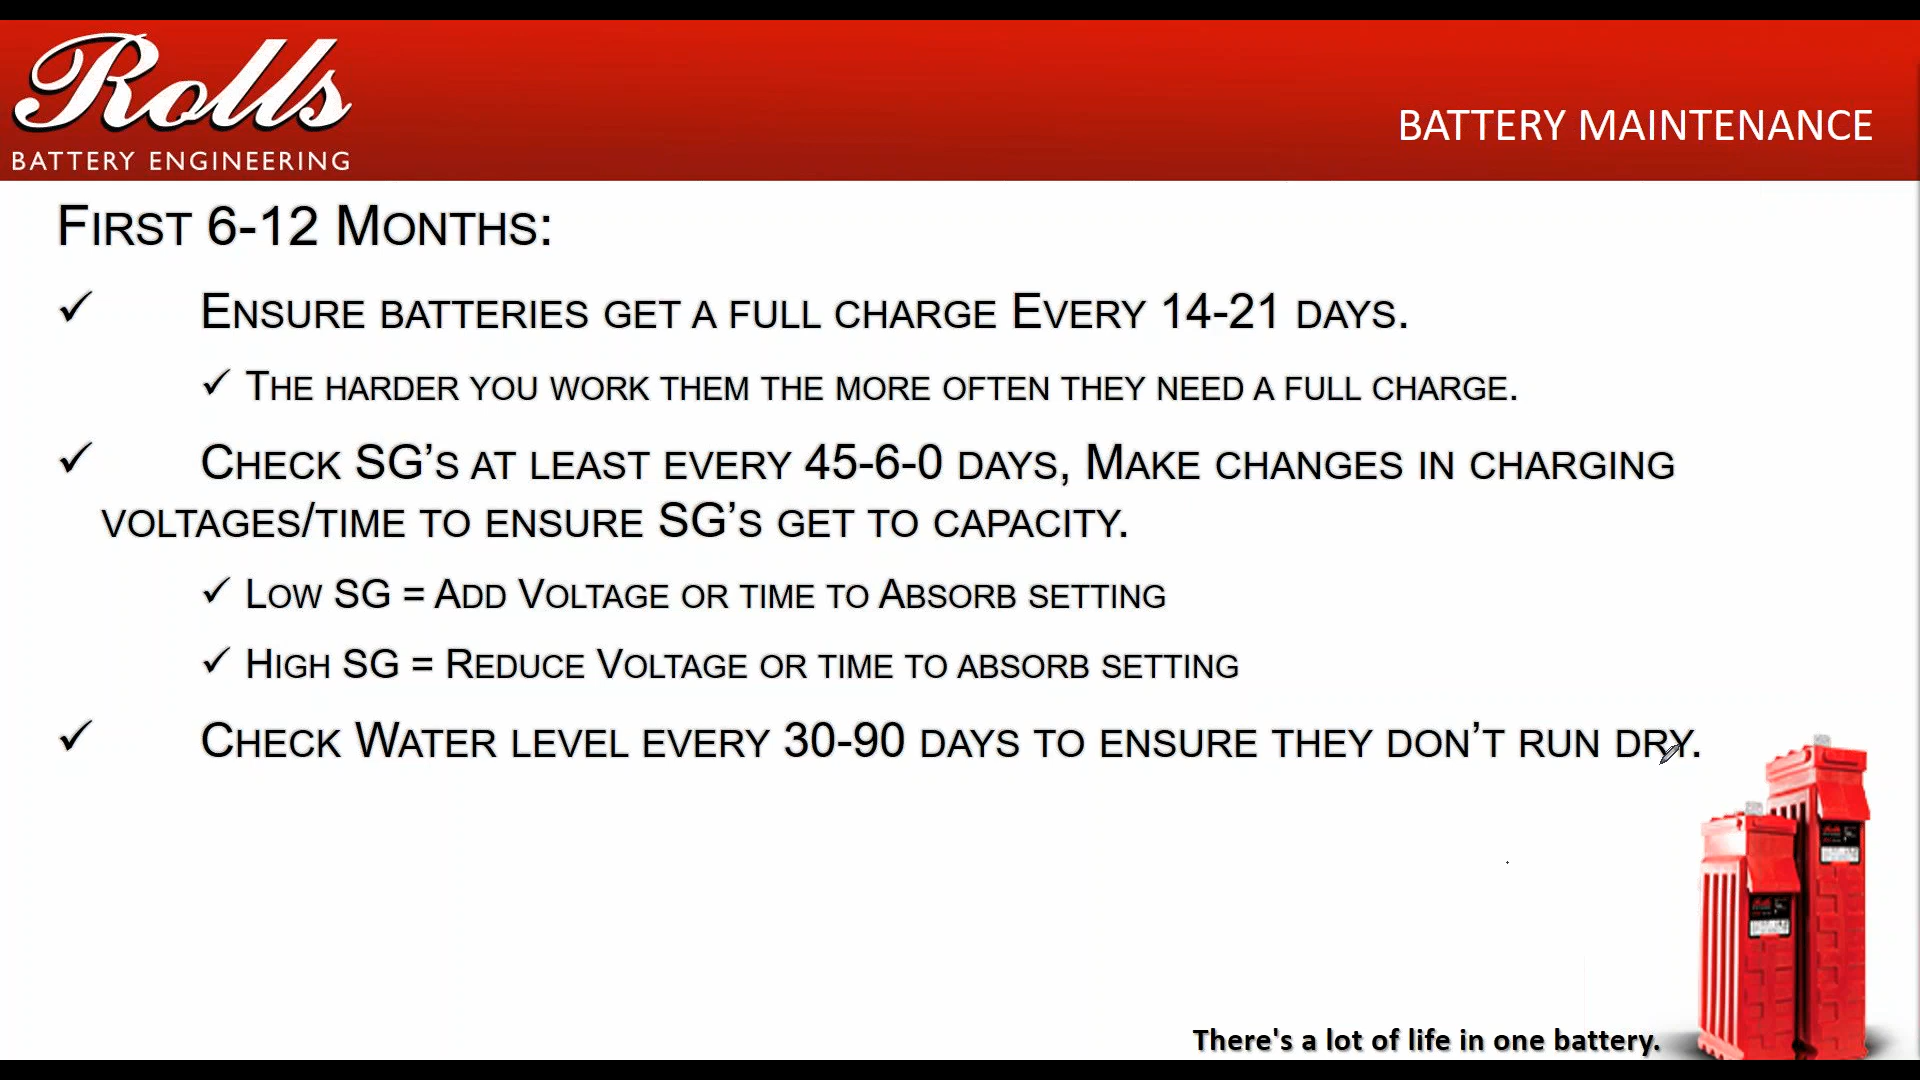 Rolls
BATTERY ENGINEERING
BATTERY MAINTENANCE
FIRST 6-12 MONTHS:
✓ ENSURE BATTERIES GET A FULL CHARGE EVERY 14-21 DAYS.
✓ THE HARDER YOU WORK THEM THE MORE OFTEN THEY NEED A FULL CHARGE.
✓ CHECK SG’S AT LEAST EVERY 45-6-0 DAYS, MAKE CHANGES IN CHARGING
VOLTAGES/TIME TO ENSURE SG’S GET TO CAPACITY.
✓ LOW SG = ADD VOLTAGE OR TIME TO ABSORB SETTING
✓ HIGH SG = REDUCE VOLTAGE OR TIME TO ABSORB SETTING
✓ CHECK WATER LEVEL EVERY 30-90 DAYS TO ENSURE THEY DON’T RUN DRY.
There's a lot of life in one battery.